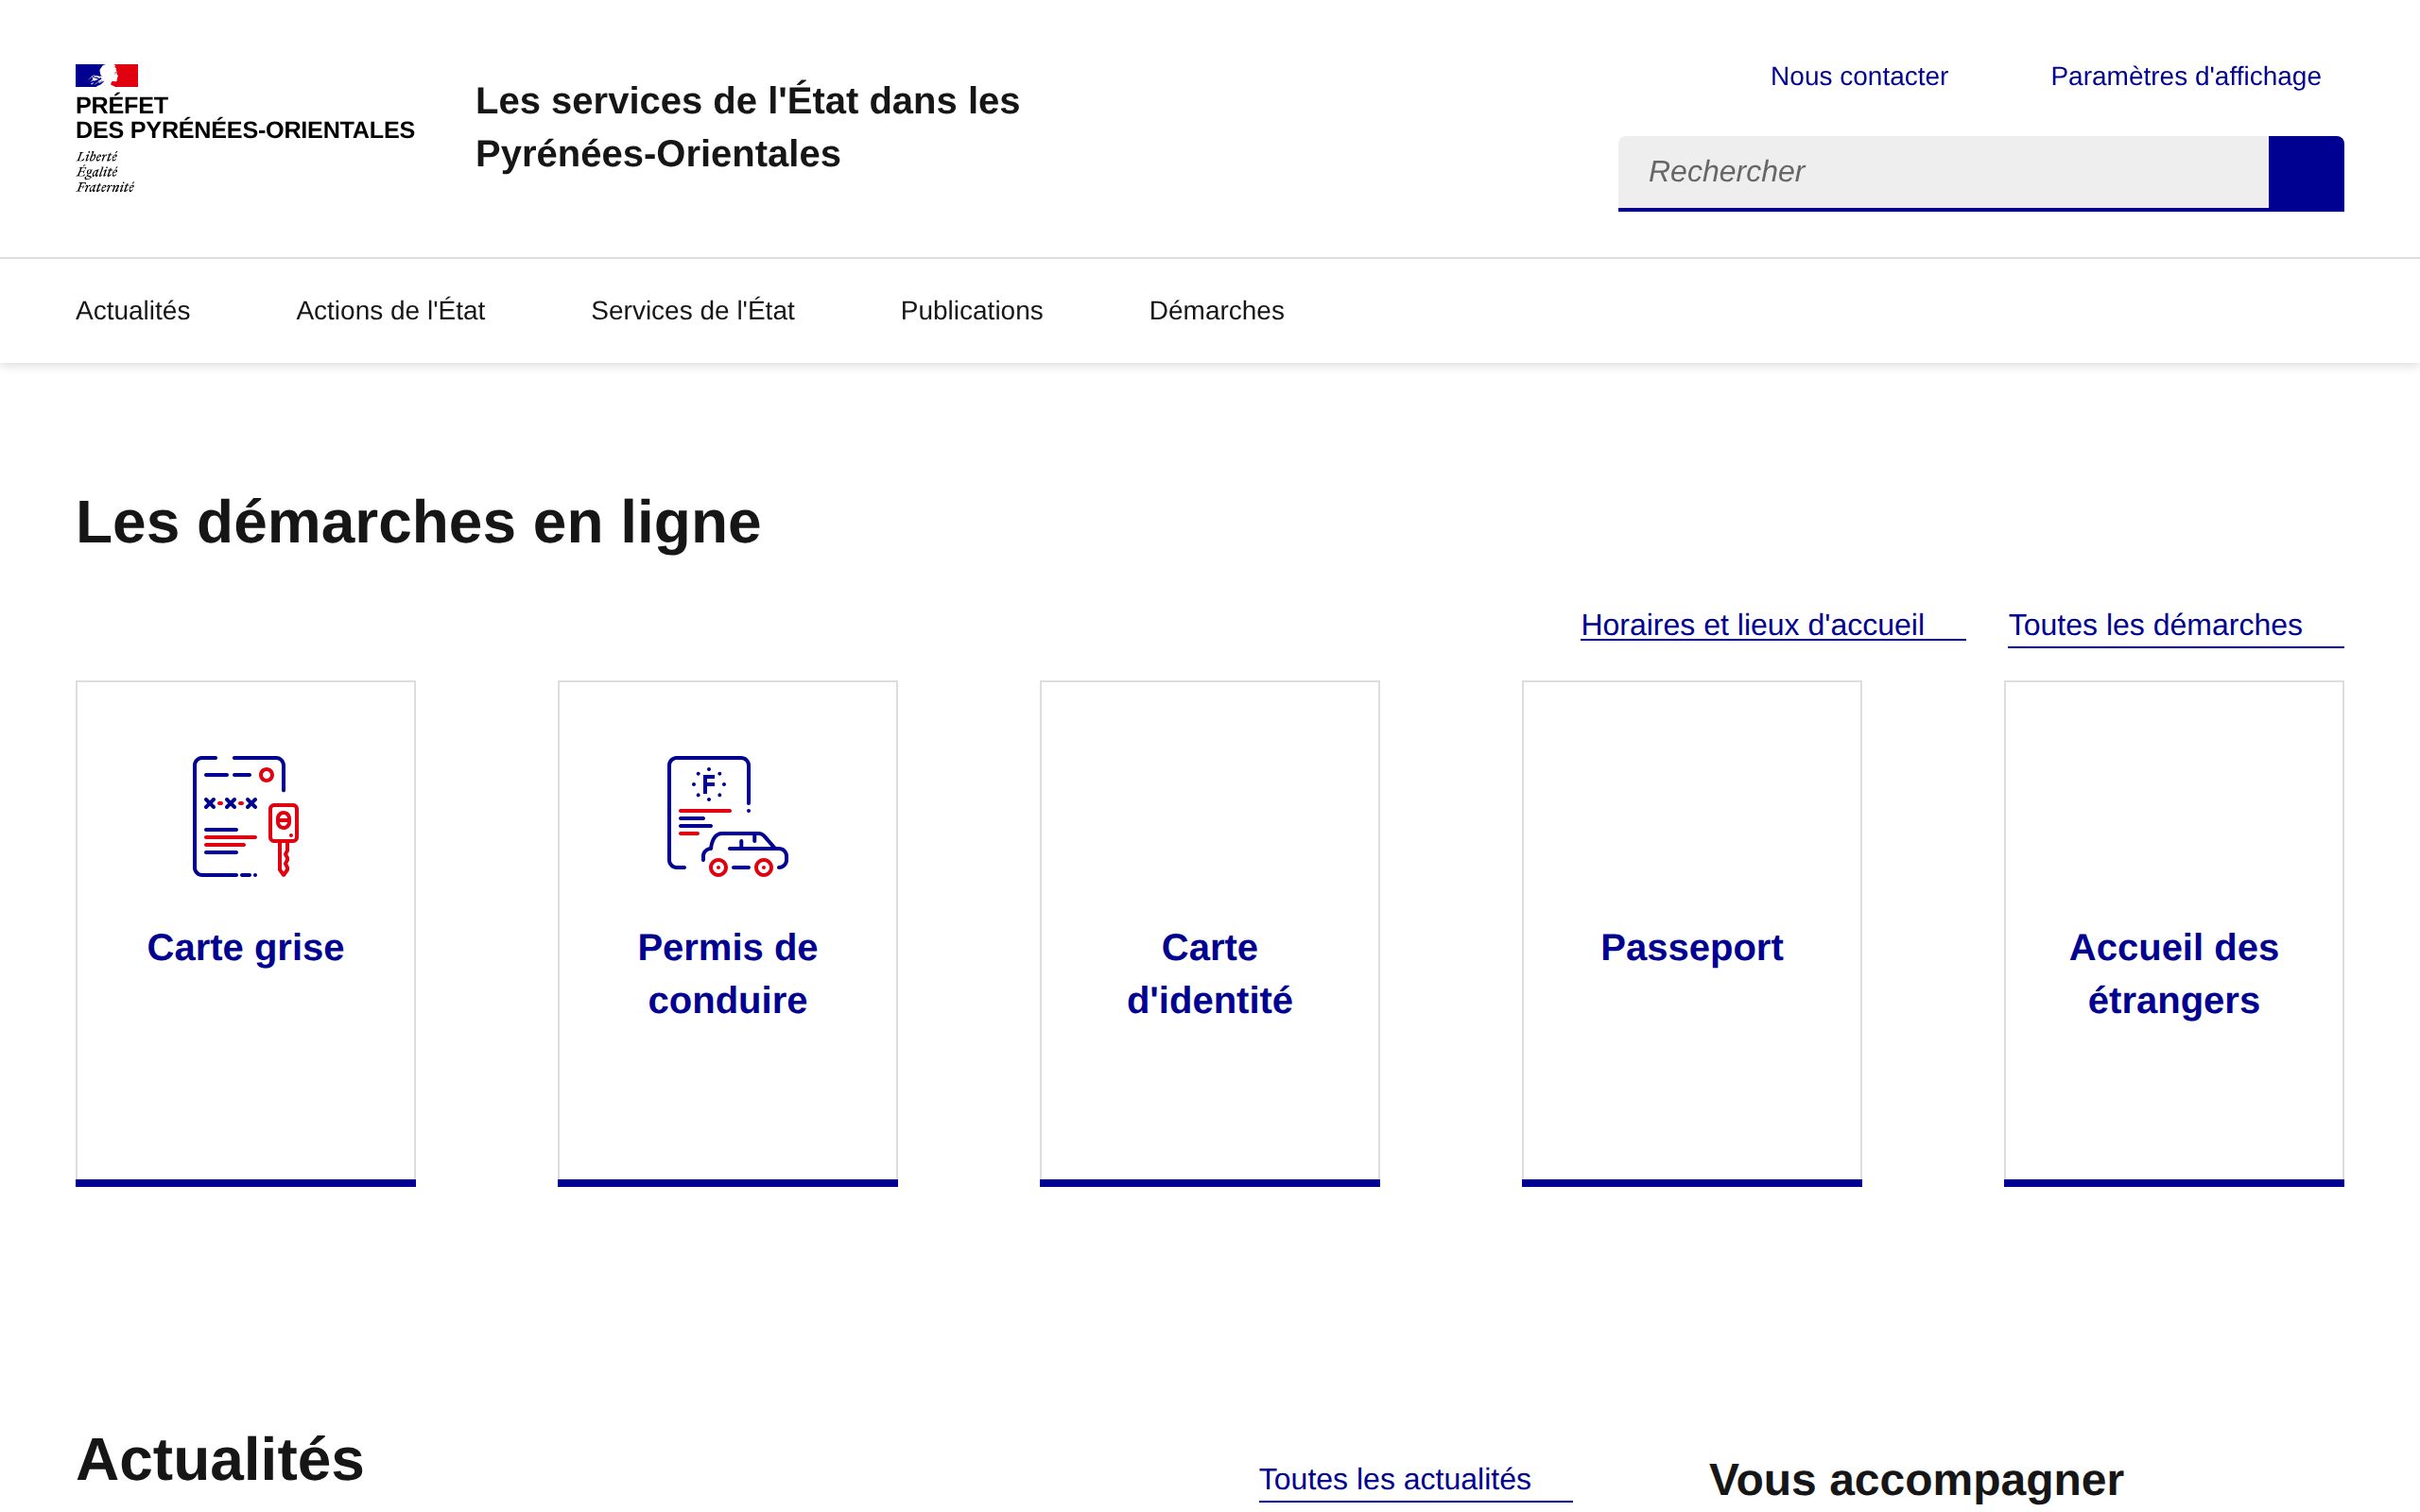 PRÉFET
DES PYRÉNÉES-ORIENTALES
Liberté
Égalité
Fraternité
Les services de l'État dans les
Pyrénées-Orientales
Nous contacter
Paramètres d'affichage
Rechercher
Actualités
Actions de l'État
Services de l'État
Publications
Démarches
Les démarches en ligne
Horaires et lieux d'accueil
Toutes les démarches
F
Carte grise
Permis de
conduire
Carte
d'identité
Passeport
Accueil des
étrangers
Actualités
Toutes les actualités
Vous accompagner